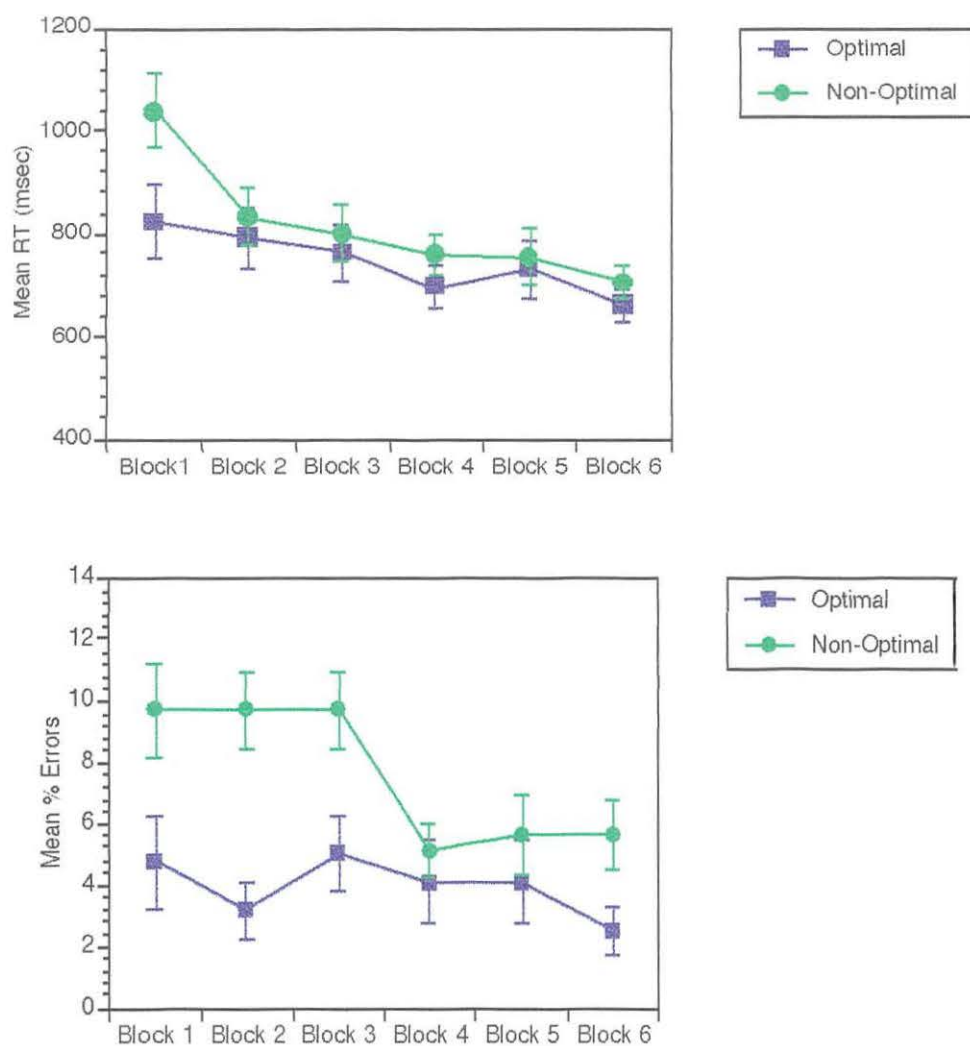 1200
1000
800
600
400
Mean RT (msec)
Block1 Block 2 Block 3 Block 4 Block 5 Block 6
Optimal
Non-Optimal
14
12
10
8
6
4
2
0
Mean % Errors
Block 1 Block 2 Block 3 Block 4 Block 5 Block 6
Optimal
Non-Optimal